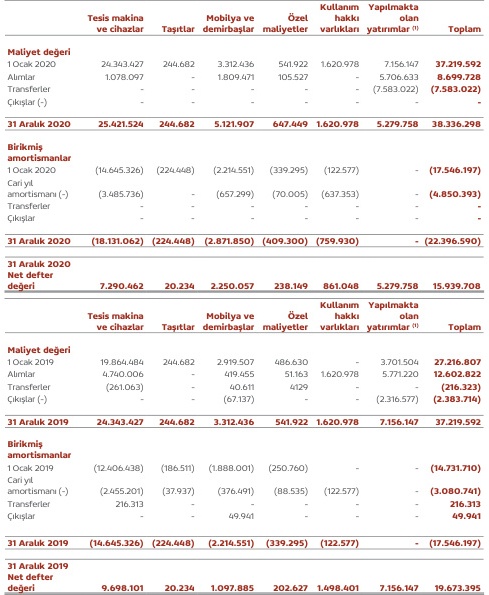 Kullanım Yapılmakta
Tesis makina Mobilya ve Özel hakkı olan
ve cihazlar Taşıtlar demirbaşlar maliyetler varlıkları yatırımlar (1) Toplam
Maliyet değeri
1 Ocak 2020 24.343.427 244.682 3.312.436 541.922 1.620.978 7.156.147 37.219.592
Alımlar 1.078.097 - 1.809.471 105.527 - 5.706.633 8.699.728
Transferler - - - - - (7.583.022) (7.583.022)
Çıkışlar (-) - - - - - - -
31 Aralık 2020 25.421.524 244.682 5.121.907 647.449 1.620.978 5.279.758 38.336.298
Birikmiş
amortismanlar
1 Ocak 2020 (14.645.326) (224.448) (2.214.551) (339.295) (122.577) - (17.546.197)
Cari yıl
amortismanı (-) (3.485.736) - (657.299) (70.005) (637.353) - (4.850.393)
Transferler - - - - - - -
Çıkışlar - - - - - - -
31 Aralık 2020 (18.131.062) (224.448) (2.871.850) (409.300) (759.930) - (22.396.590)
31 Aralık 2020
Net defter
değeri 7.290.462 20.234 2.250.057 238.149 861.048 5.279.758 15.939.708
Kullanım Yapılmakta
Tesis makina Mobilya ve Özel hakkı olan
ve cihazlar Taşıtlar demirbaşlar maliyetler varlıkları yatırımlar (1) Toplam
Maliyet değeri
1 Ocak 2019 19.864.484 244.682 2.919.507 486.630 - 3.701.504 27.216.807
Alımlar 4.740.006 - 419.455 51.163 1.620.978 5.771.220 12.602.822
Transferler (261.063) - 40.611 4129 - - (216.323)
Çıkışlar (-) - - (67.137) - - (2.316.577) (2.383.714)
31 Aralık 2019 24.343.427 244.682 3.312.436 541.922 1.620.978 7.156.147 37.219.592
Birikmiş
amortismanlar
1 Ocak 2019 (12.406.438) (186.511) (1.888.001) (250.760) - - (14.731.710)
Cari yıl
amortismanı (-) (2.455.201) (37.937) (376.491) (88.535) (122.577) - (3.080.741)
Transferler 216.313 - - - - - 216.313
Çıkışlar - - 49.941 - - - 49.941
31 Aralık 2019 (14.645.326) (224.448) (2.214.551) (339.295) (122.577) - (17.546.197)
31 Aralık 2019
Net defter
değeri 9.698.101 20.234 1.097.885 202.627 1.498.401 7.156.147 19.673.395